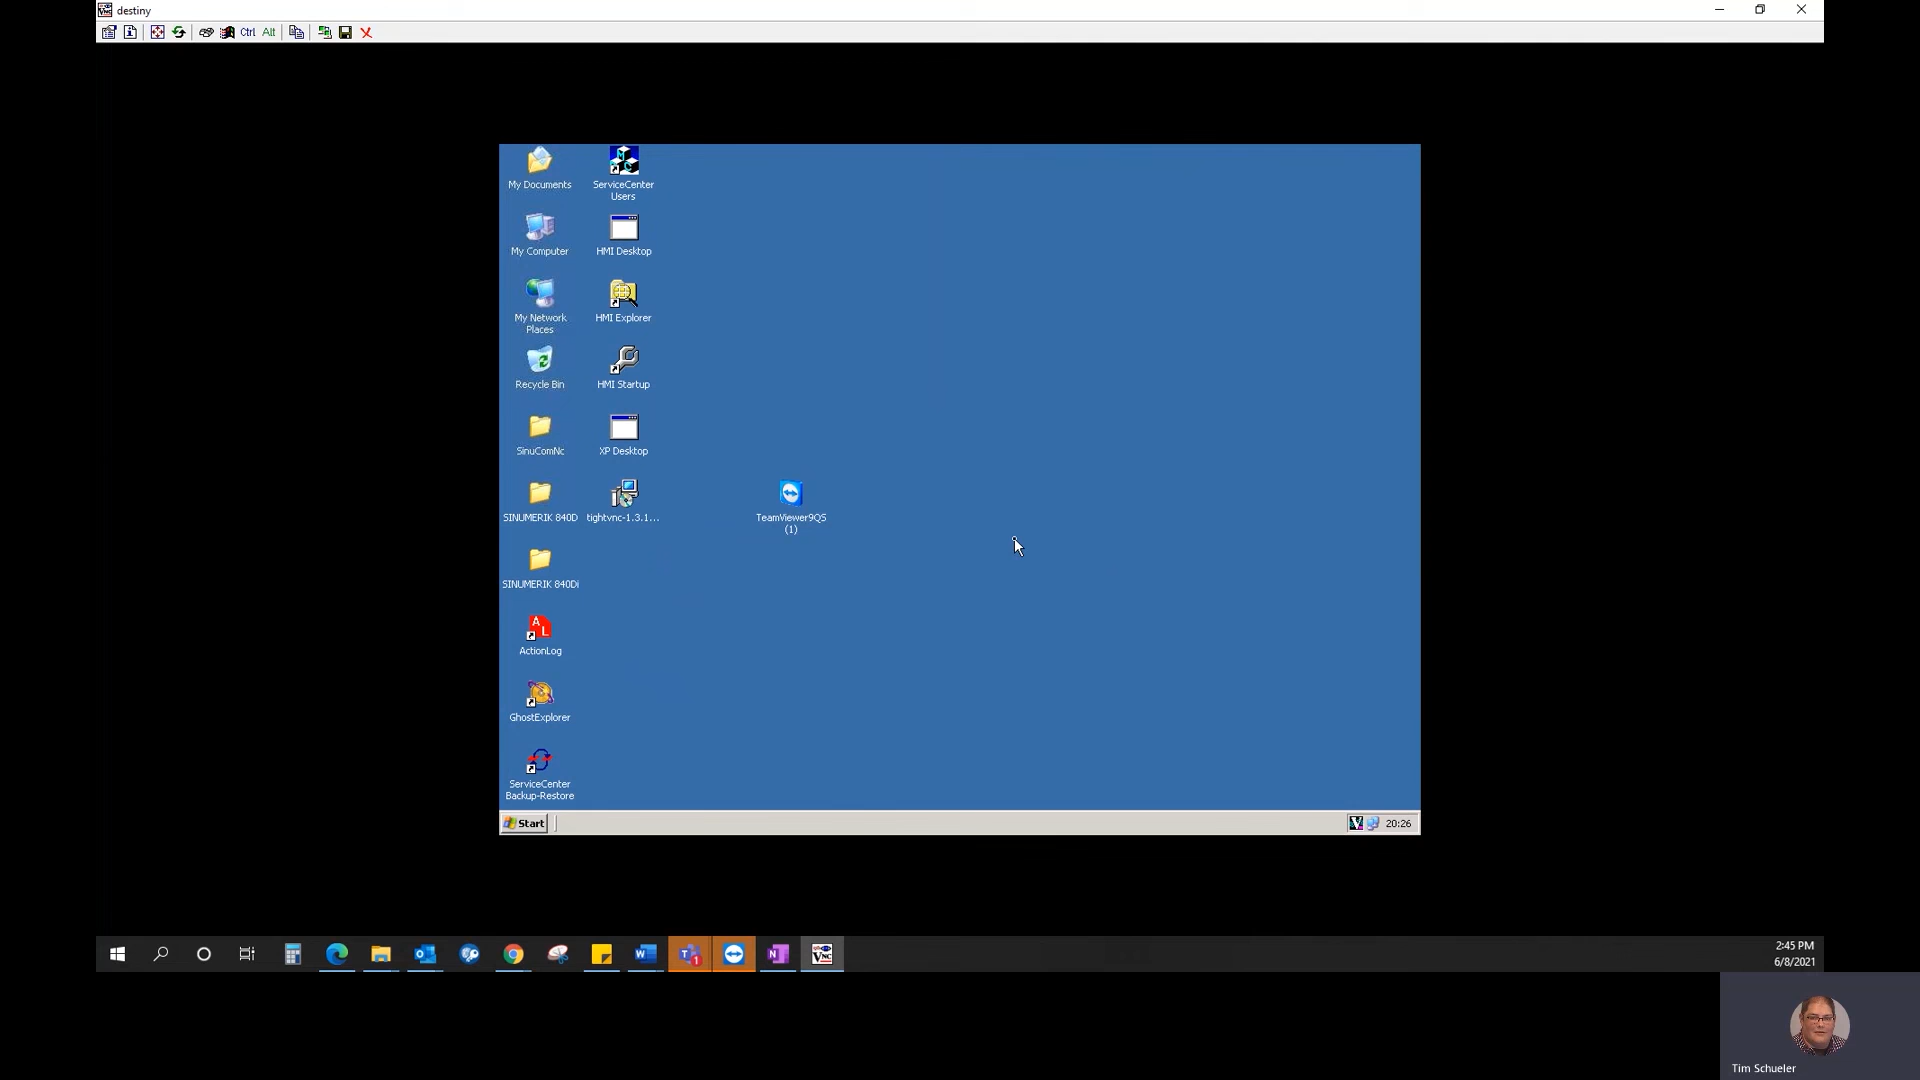 destiny
Ctrl Alt
My Documents
ServiceCenter
Users
My Computer
HMI Desktop
My Network
Places
HMI Explorer
Recycle Bin
HMI Startup
SinuComNc
XP Desktop
SINUMERIK 840D
tightvnc-1.3.1...
TeamViewer9QS
(1)
SINUMERIK 840Di
ActionLog
GhostExplorer
ServiceCenter
Backup-Restore
Start
20:26
2:45 PM
6/8/2021
Tim Schueler